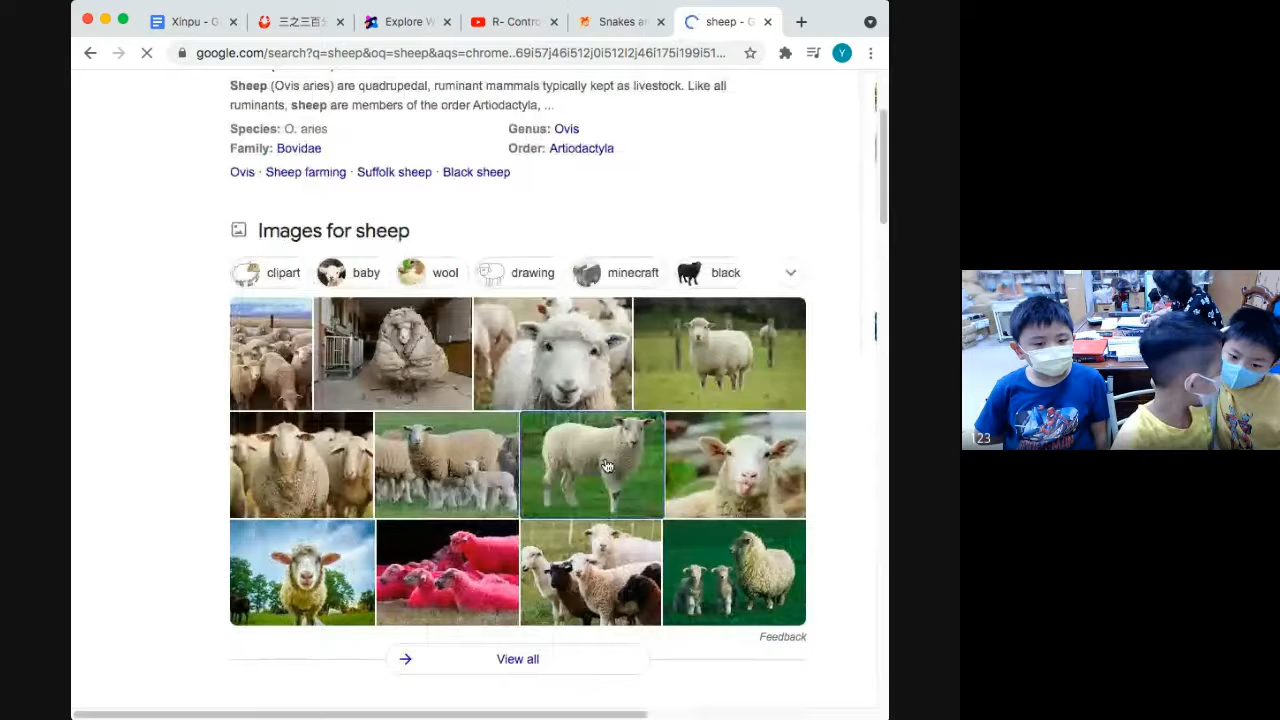 Xinpu - G
三之三百分
Explore W
R- Contro
Snakes an
sheep - G
google.com/search?q=sheep&oq=sheep&aqs=chrome..69i57j46i512j0i512l2j46i175i199i51...
Y
Sheep (Ovis aries) are quadrupedal, ruminant mammals typically kept as livestock. Like all
ruminants, sheep are members of the order Artiodactyla, ...
Species: O. aries
Genus: Ovis
Family: Bovidae
Order: Artiodactyla
Ovis · Sheep farming · Suffolk sheep · Black sheep
Images for sheep
clipart
baby
wool
drawing
minecraft
black
Feedback
View all
23